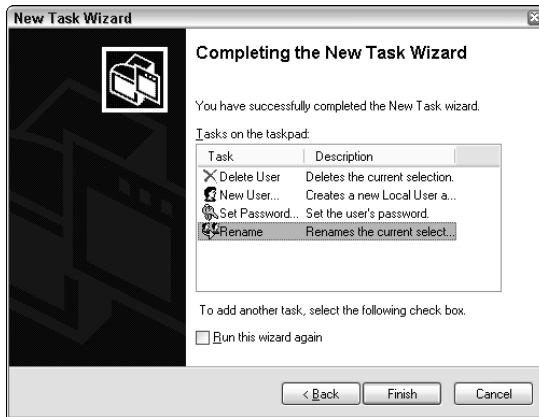 New Task Wizard
Completing the New Task Wizard
You have successfully completed the New Task wizard.
Tasks on the taskpad:
Task Description
Delete User Deletes the current selection.
New User... Creates a new Local User a...
Set Password... Set the user's password.
Rename Renames the current select...
To add another task, select the following check box.
Run this wizard again
< Back Finish Cancel